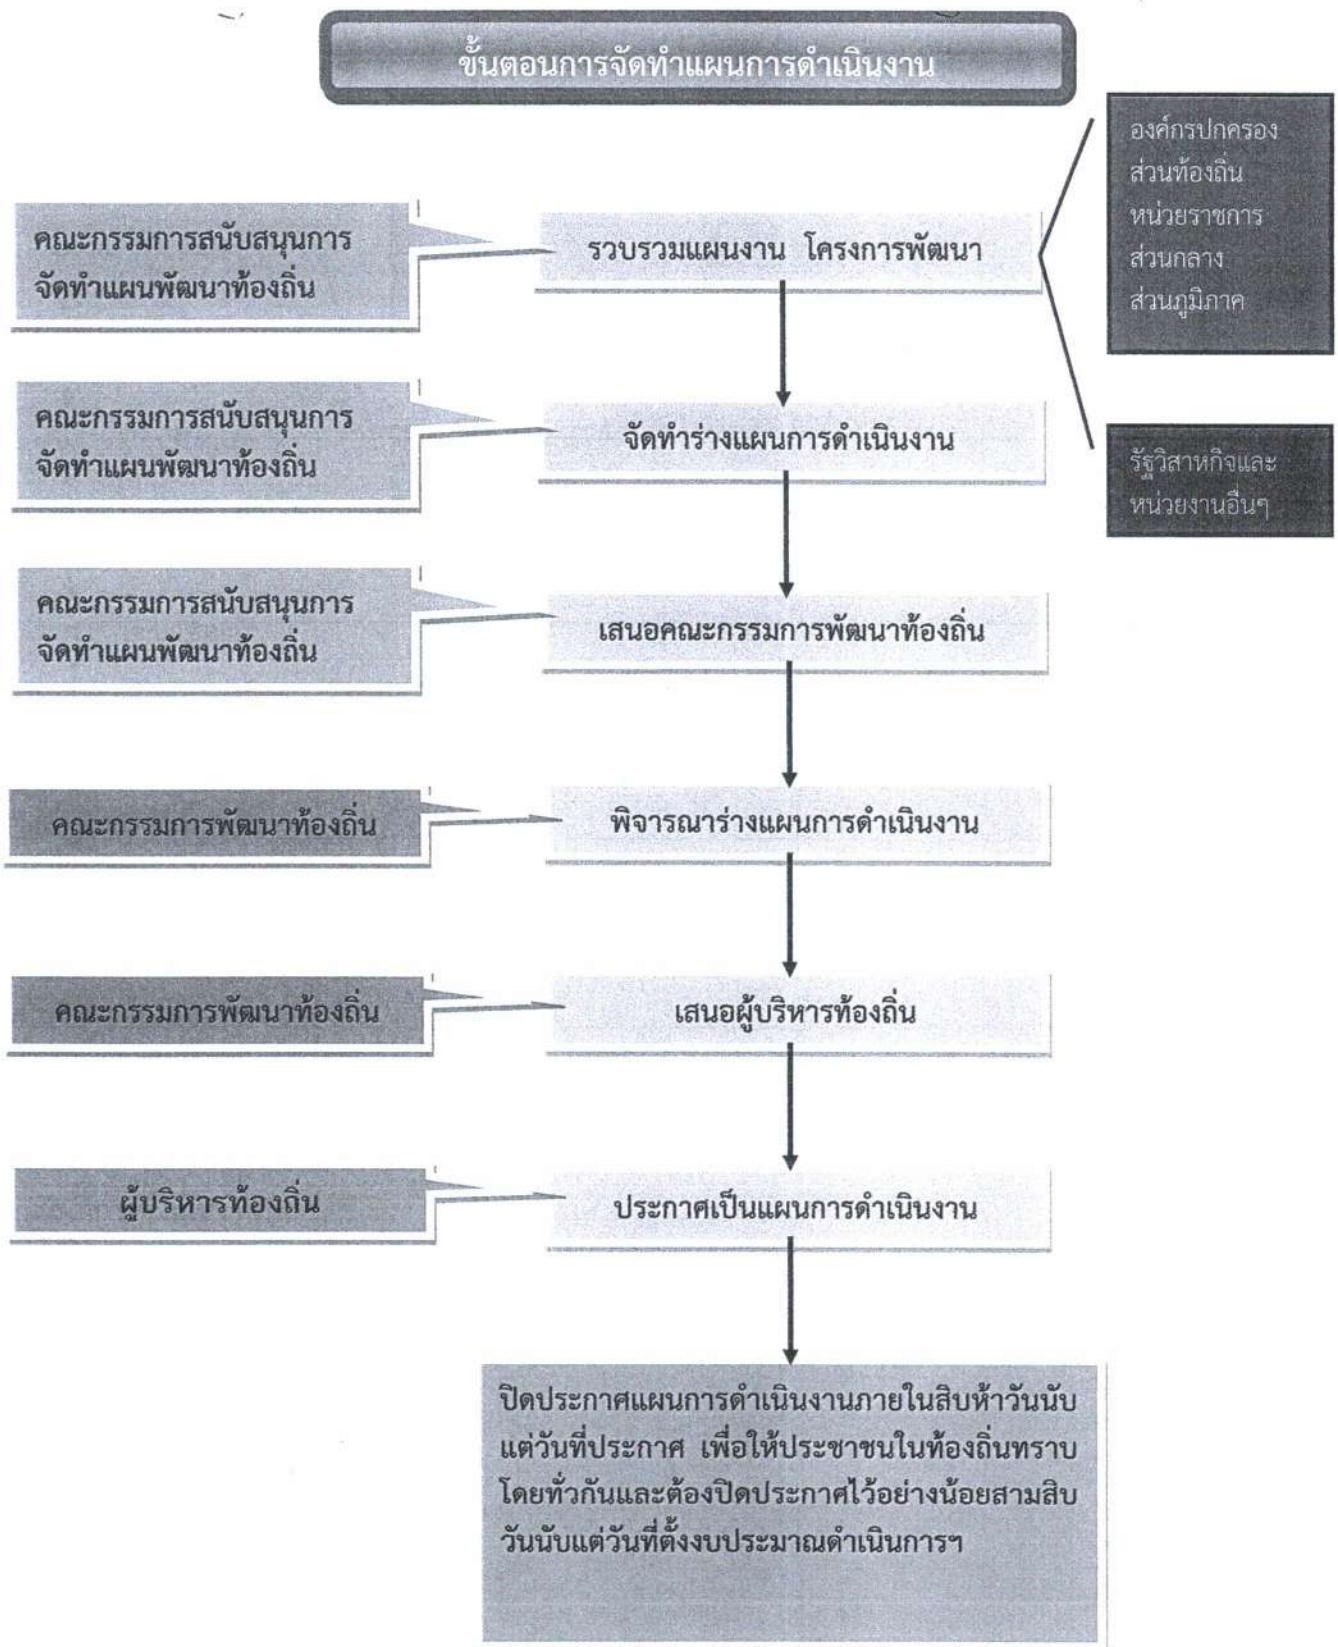 ขั้นตอนการจัดทำแผนการดำเนินงาน
องค์กรปกครอง
ส่วนท้องถิ่น
หน่วยราชการ
ส่วนกลาง
ส่วนภูมิภาค
คณะกรรมการสนับสนุนการ
จัดทำแผนพัฒนาท้องถิ่น
รวบรวมแผนงาน โครงการพัฒนา
คณะกรรมการสนับสนุนการ
จัดทำแผนพัฒนาท้องถิ่น
จัดทำร่างแผนการดำเนินงาน
รัฐวิสาหกิจและ
หน่วยงานอื่นๆ
คณะกรรมการสนับสนุนการ
จัดทำแผนพัฒนาท้องถิ่น
เสนอคณะกรรมการพัฒนาท้องถิ่น
คณะกรรมการพัฒนาท้องถิ่น
พิจารณาร่างแผนการดำเนินงาน
คณะกรรมการพัฒนาท้องถิ่น
เสนอผู้บริหารท้องถิ่น
ผู้บริหารท้องถิ่น
ประกาศเป็นแผนการดำเนินงาน
ปิดประกาศแผนการดำเนินงานภายในสิบห้าวันนับ
แต่วันที่ประกาศ เพื่อให้ประชาชนในท้องถิ่นทราบ
โดยทั่วกันและต้องปิดประกาศไว้อย่างน้อยสามสิบ
วันนับแต่วันที่ตั้งงบประมาณดำเนินการฯ